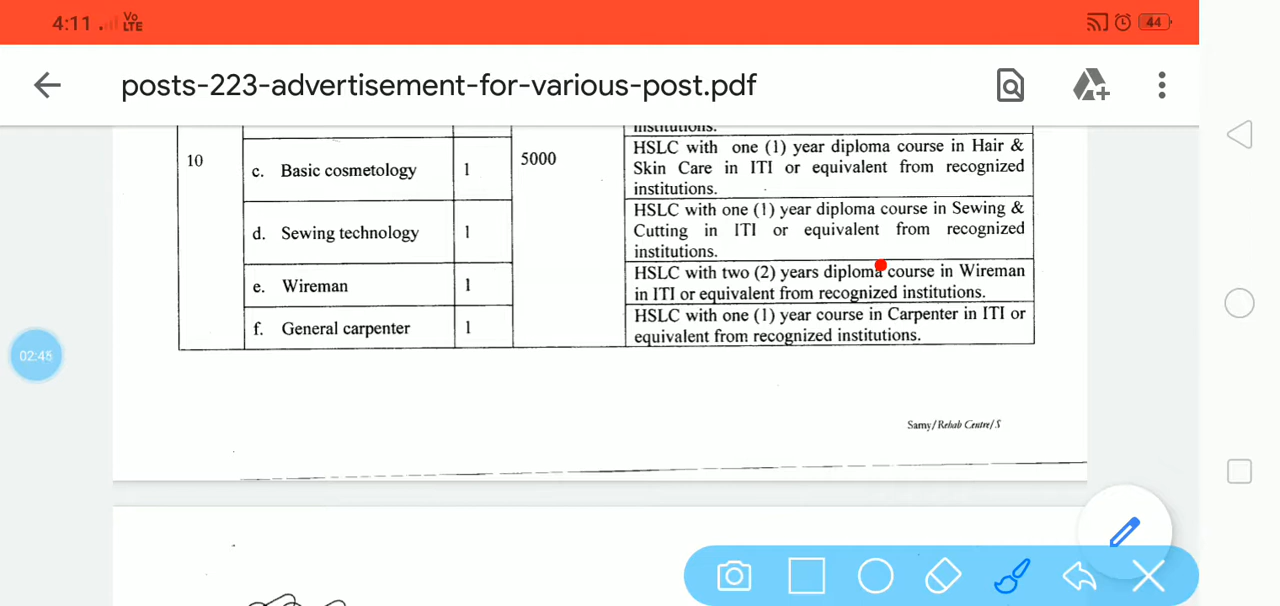 4:11 Vo LTE 44
posts-223-advertisement-for-various-post.pdf
institutions.
10 c. Basic cosmetology 1 5000 HSLC with one (1) year diploma course in Hair &
Skin Care in ITI or equivalent from recognized
institutions.
d. Sewing technology 1 HSLC with one (1) year diploma course in Sewing &
Cutting in ITI or equivalent from recognized
institutions.
e. Wireman 1 HSLC with two (2) years diploma course in Wireman
in ITI or equivalent from recognized institutions.
f. General carpenter 1 HSLC with one (1) year course in Carpenter in ITI or
equivalent from recognized institutions.
02:45
Samy/Rehab Centre/S